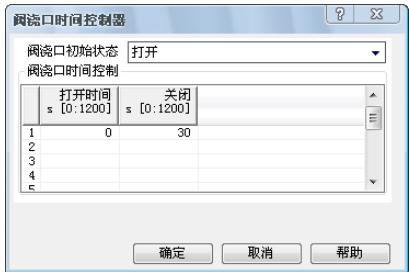 阀浇口时间控制器
阀浇口初始状态 打开
阀浇口时间控制
打开时间 关闭
s [0:1200] s [0:1200]
1 0 30
2
3
4
5
确定 取消 帮助